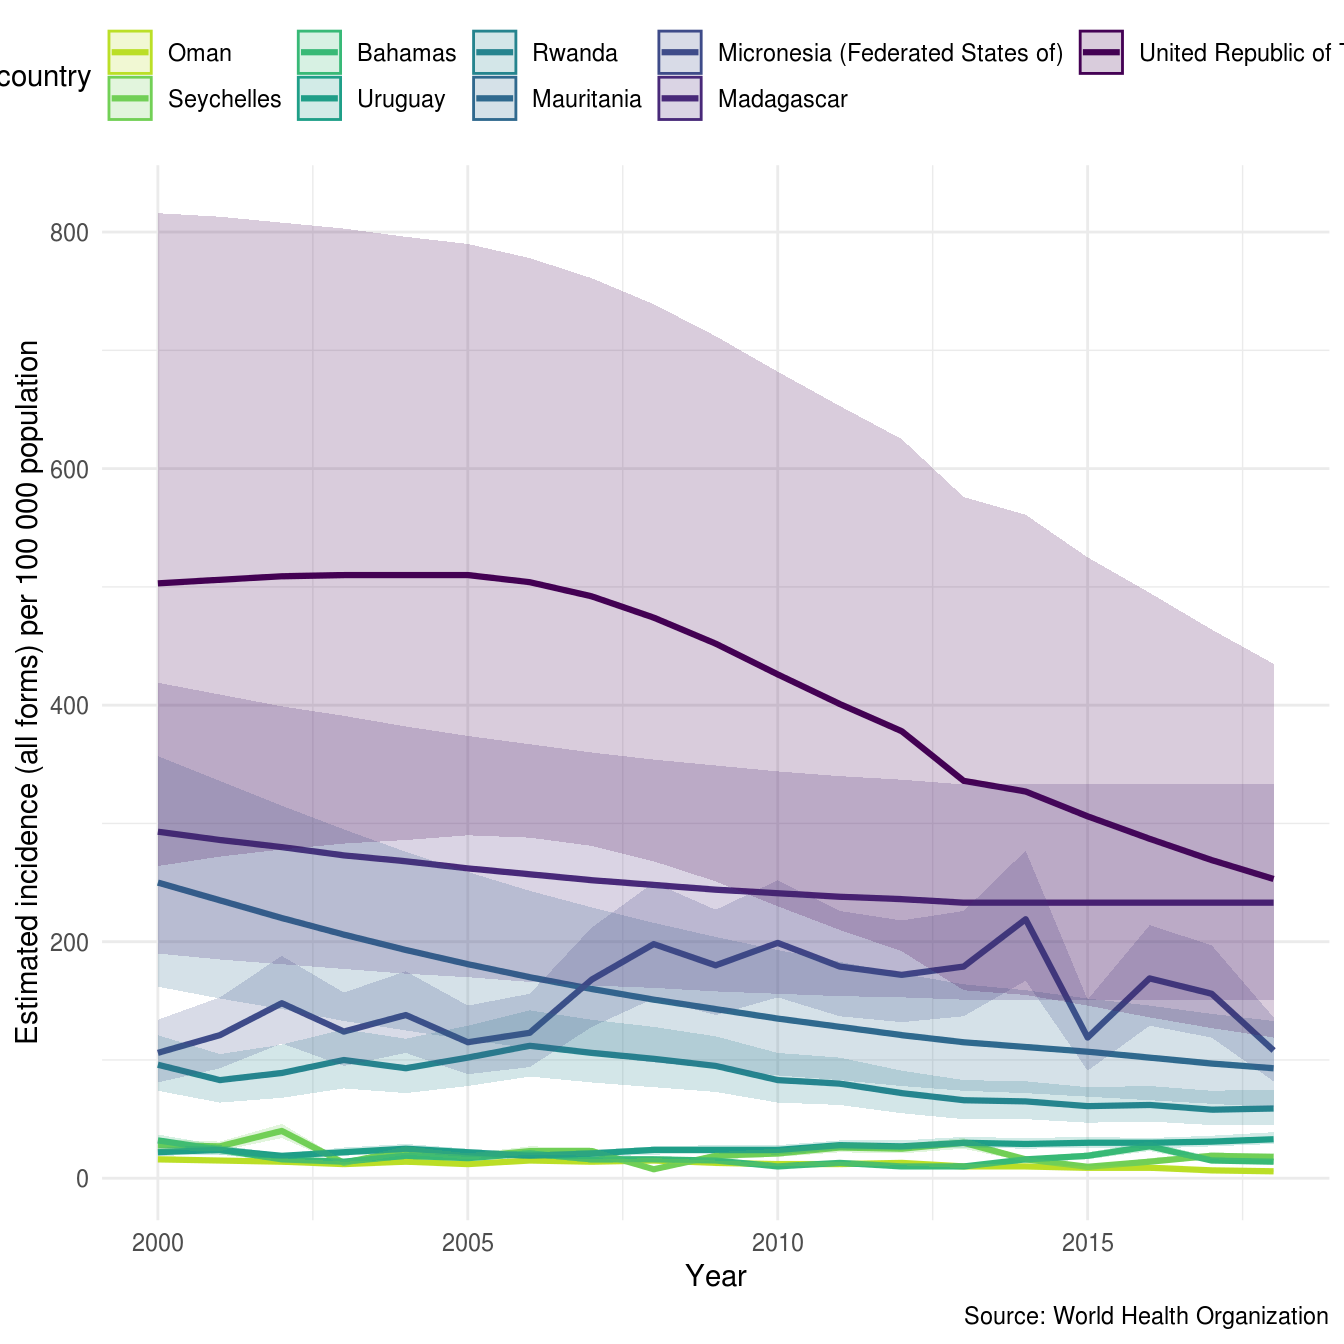 country
Oman
Bahamas
Rwanda
Micronesia (Federated States of)
United Republic of
Seychelles
Uruguay
Mauritania
Madagascar
Estimated incidence (all forms) per 100 000 population
800
600
400
200
0
2000
2005
2010
2015
Year
Source: World Health Organization